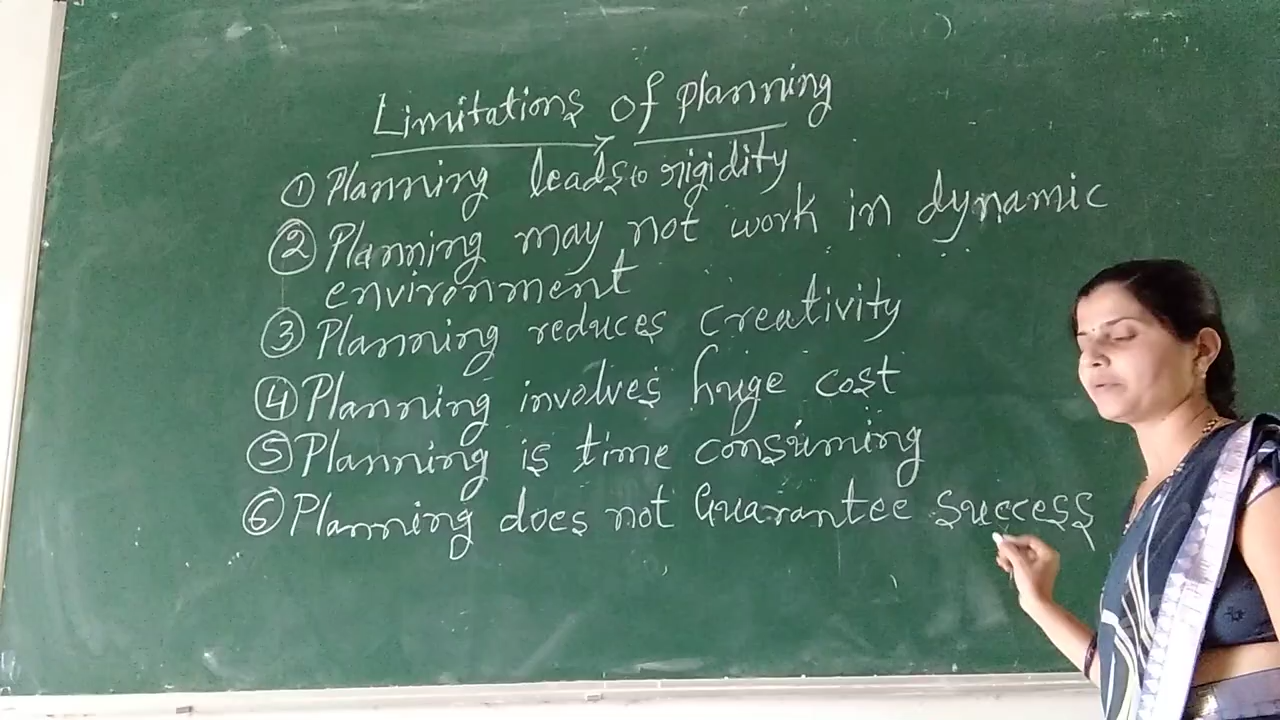 Limitations of planning
① Planning leads to rigidity
② Planning may not work in dynamic
environment
③ Planning reduces creativity
④ Planning involves huge cost
⑤ Planning is time consuming
⑥ Planning does not Guarantee success